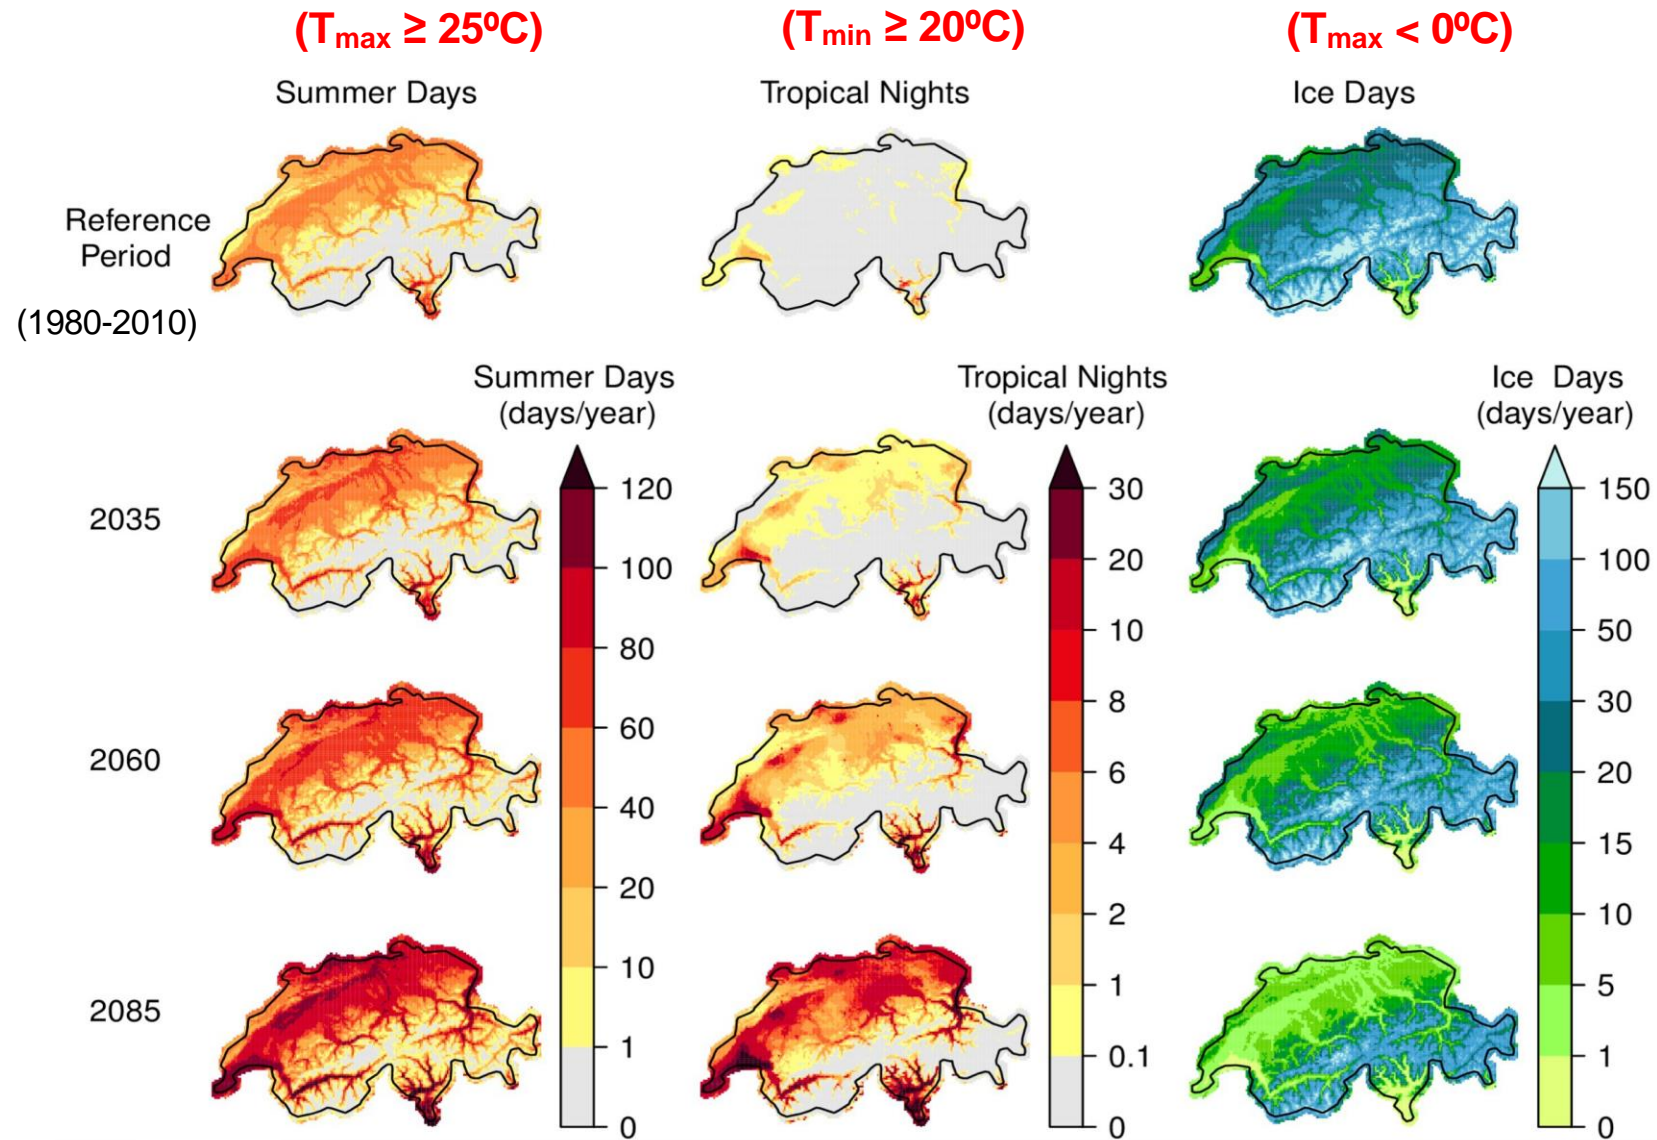 (Tmax ≥ 25ºC)
(Tmin ≥ 20ºC)
(Tmax < 0ºC)
Summer Days
Tropical Nights
Ice Days
Reference
Period
(1980-2010)
Summer Days
(days/year)
Tropical Nights
(days/year)
Ice Days
(days/year)
2035
2060
2085
120
100
80
60
40
20
10
1
0
30
20
10
8
6
4
2
1
0.1
0
150
100
50
30
20
15
10
5
1
0